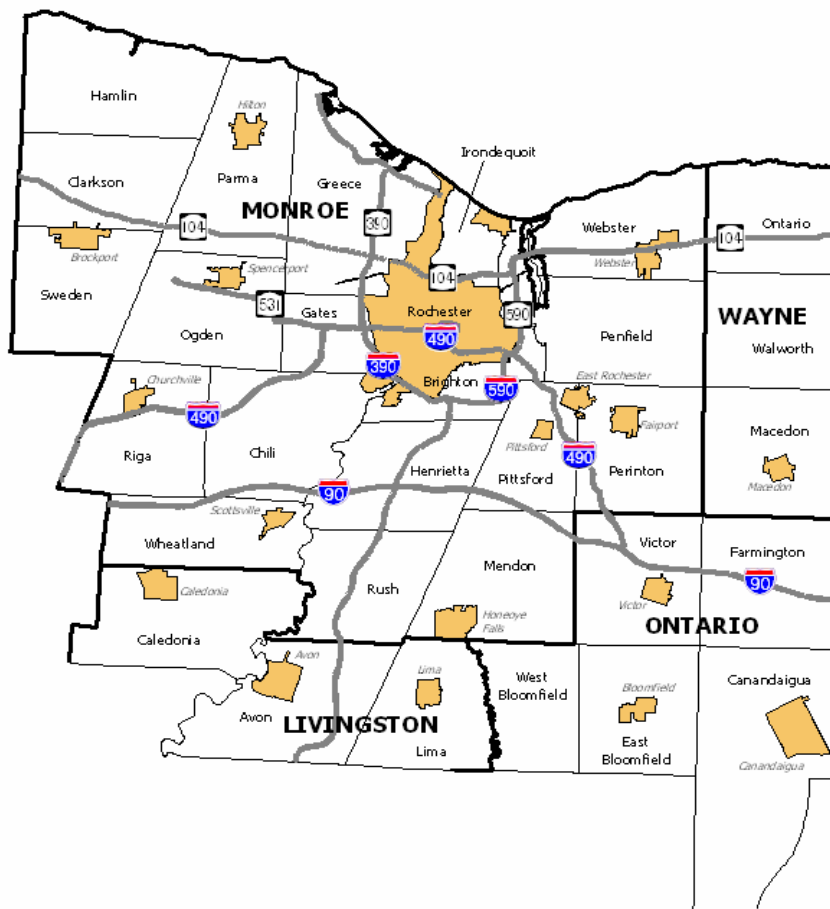 Hamlin
Hilton
Irondequoit
Clarkson
Parma
Greece
MONROE
390
104
Webster
Ontario
104
Brockport
Spencerport
104
Webster
Sweden
531
Gates
Rochester
590
WAYNE
Ogden
490
Penfield
Walworth
390
Brighton
590
East Rochester
Churchville
490
Fairport
Macedon
Riga
Chili
Henrietta
Pittsford
Pittsford
490
Perinton
Macedon
90
Scottsville
Wheatland
Mendon
Victor
Farmington
90
Caledonia
Rush
Honeoye
Falls
Victor
ONTARIO
Caledonia
Avon
Lima
West
Bloomfield
Bloomfield
Canandaigua
Avon
LIVINGSTON
Lima
East
Bloomfield
Canandaigua